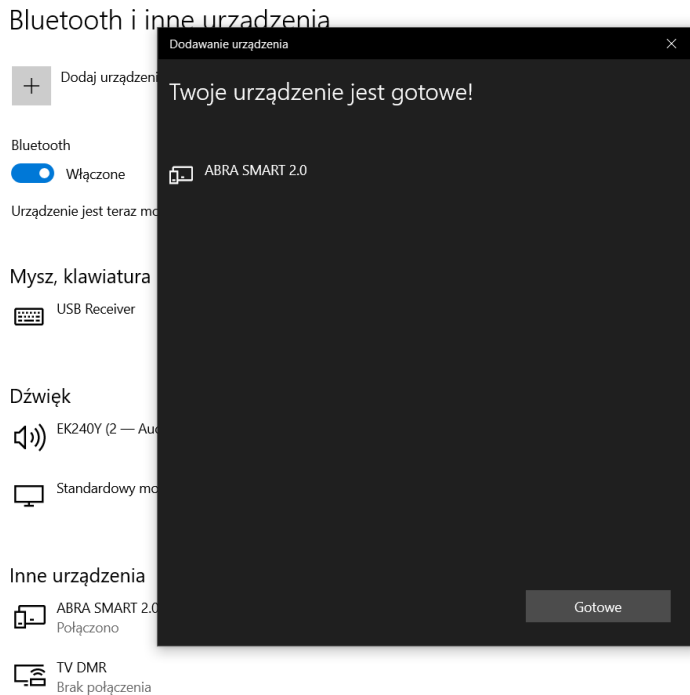 Bluetooth i inne urządzenia
Dodawanie urządzenia
Dodaj urządzeni
Twoje urządzenie jest gotowe!
Bluetooth
Włączone
ABRA SMART 2.0
Urządzenie jest teraz mo
Mysz, klawiatura
USB Receiver
Dźwięk
EK240Y (2 — Aud
Standardowy mo
Inne urządzenia
ABRA SMART 2.0
Połączono
Gotowe
TV DMR
Brak połączenia